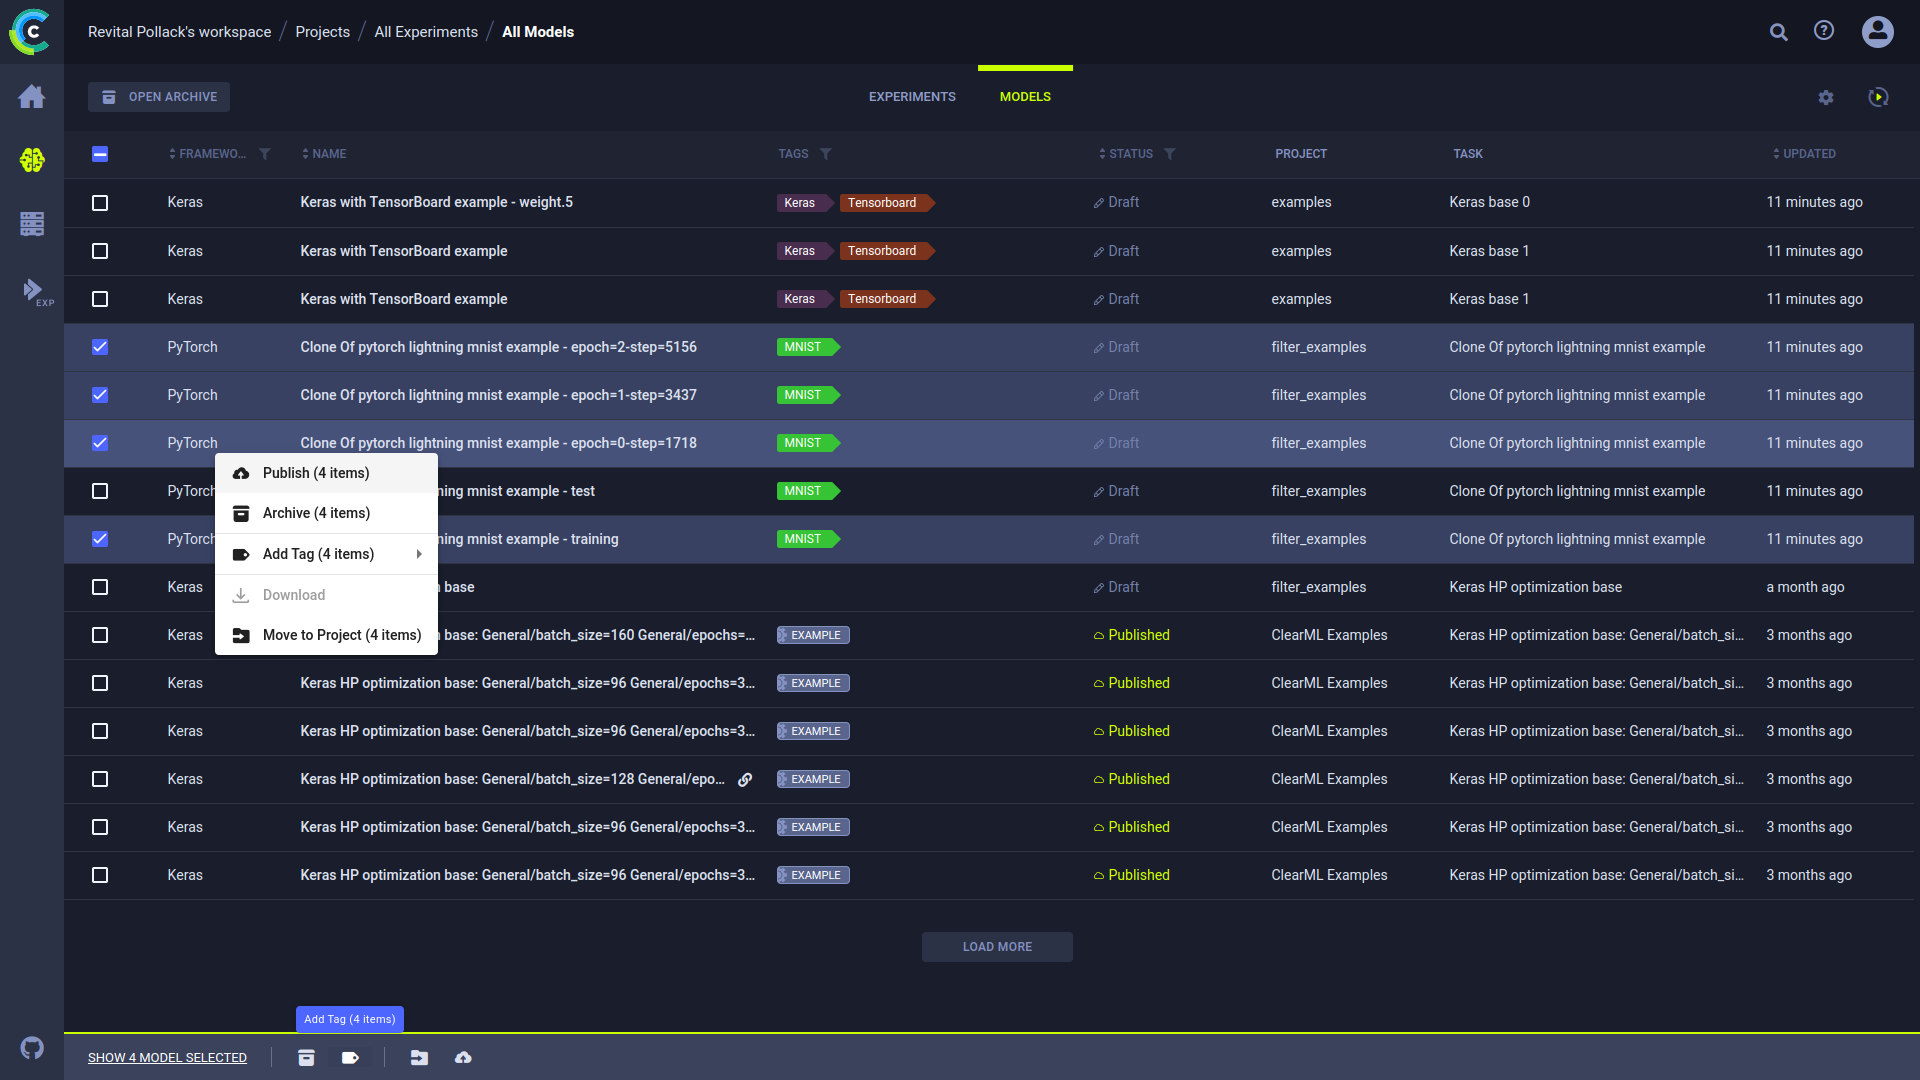 Revital Pollack's workspace / Projects / All Experiments / All Models
OPEN ARCHIVE EXPERIMENTS MODELS
FRAMEWO... NAME TAGS STATUS PROJECT TASK UPDATED
Keras Keras with TensorBoard example - weight.5 Keras Tensorboard Draft examples Keras base 0 11 minutes ago
Keras Keras with TensorBoard example Keras Tensorboard Draft examples Keras base 1 11 minutes ago
Keras Keras with TensorBoard example Keras Tensorboard Draft examples Keras base 1 11 minutes ago
EXP
PyTorch Clone Of pytorch lightning mnist example - epoch=2-step=5156 MNIST Draft filter_examples Clone Of pytorch lightning mnist example 11 minutes ago
PyTorch Clone Of pytorch lightning mnist example - epoch=1-step=3437 MNIST Draft filter_examples Clone Of pytorch lightning mnist example 11 minutes ago
PyTorch Clone Of pytorch lightning mnist example - epoch=0-step=1718 MNIST Draft filter_examples Clone Of pytorch lightning mnist example 11 minutes ago
Publish (4 items)
PyTorch ning mnist example - test MNIST Draft filter_examples Clone Of pytorch lightning mnist example 11 minutes ago
Archive (4 items)
PyTorch ning mnist example - training MNIST Draft filter_examples Clone Of pytorch lightning mnist example 11 minutes ago
Add Tag (4 items)
Keras n base Draft filter_examples Keras HP optimization base a month ago
Download
Keras Move to Project (4 items) base: General/batch_size=160 General/epochs=... EXAMPLE Published ClearML Examples Keras HP optimization base: General/batch_si... 3 months ago
Keras Keras HP optimization base: General/batch_size=96 General/epochs=3... EXAMPLE Published ClearML Examples Keras HP optimization base: General/batch_si... 3 months ago
Keras Keras HP optimization base: General/batch_size=96 General/epochs=3... EXAMPLE Published ClearML Examples Keras HP optimization base: General/batch_si... 3 months ago
Keras Keras HP optimization base: General/batch_size=128 General/epo... EXAMPLE Published ClearML Examples Keras HP optimization base: General/batch_si... 3 months ago
Keras Keras HP optimization base: General/batch_size=96 General/epochs=3... EXAMPLE Published ClearML Examples Keras HP optimization base: General/batch_si... 3 months ago
Keras Keras HP optimization base: General/batch_size=96 General/epochs=3... EXAMPLE Published ClearML Examples Keras HP optimization base: General/batch_si... 3 months ago
LOAD MORE
Add Tag (4 items)
SHOW 4 MODEL SELECTED